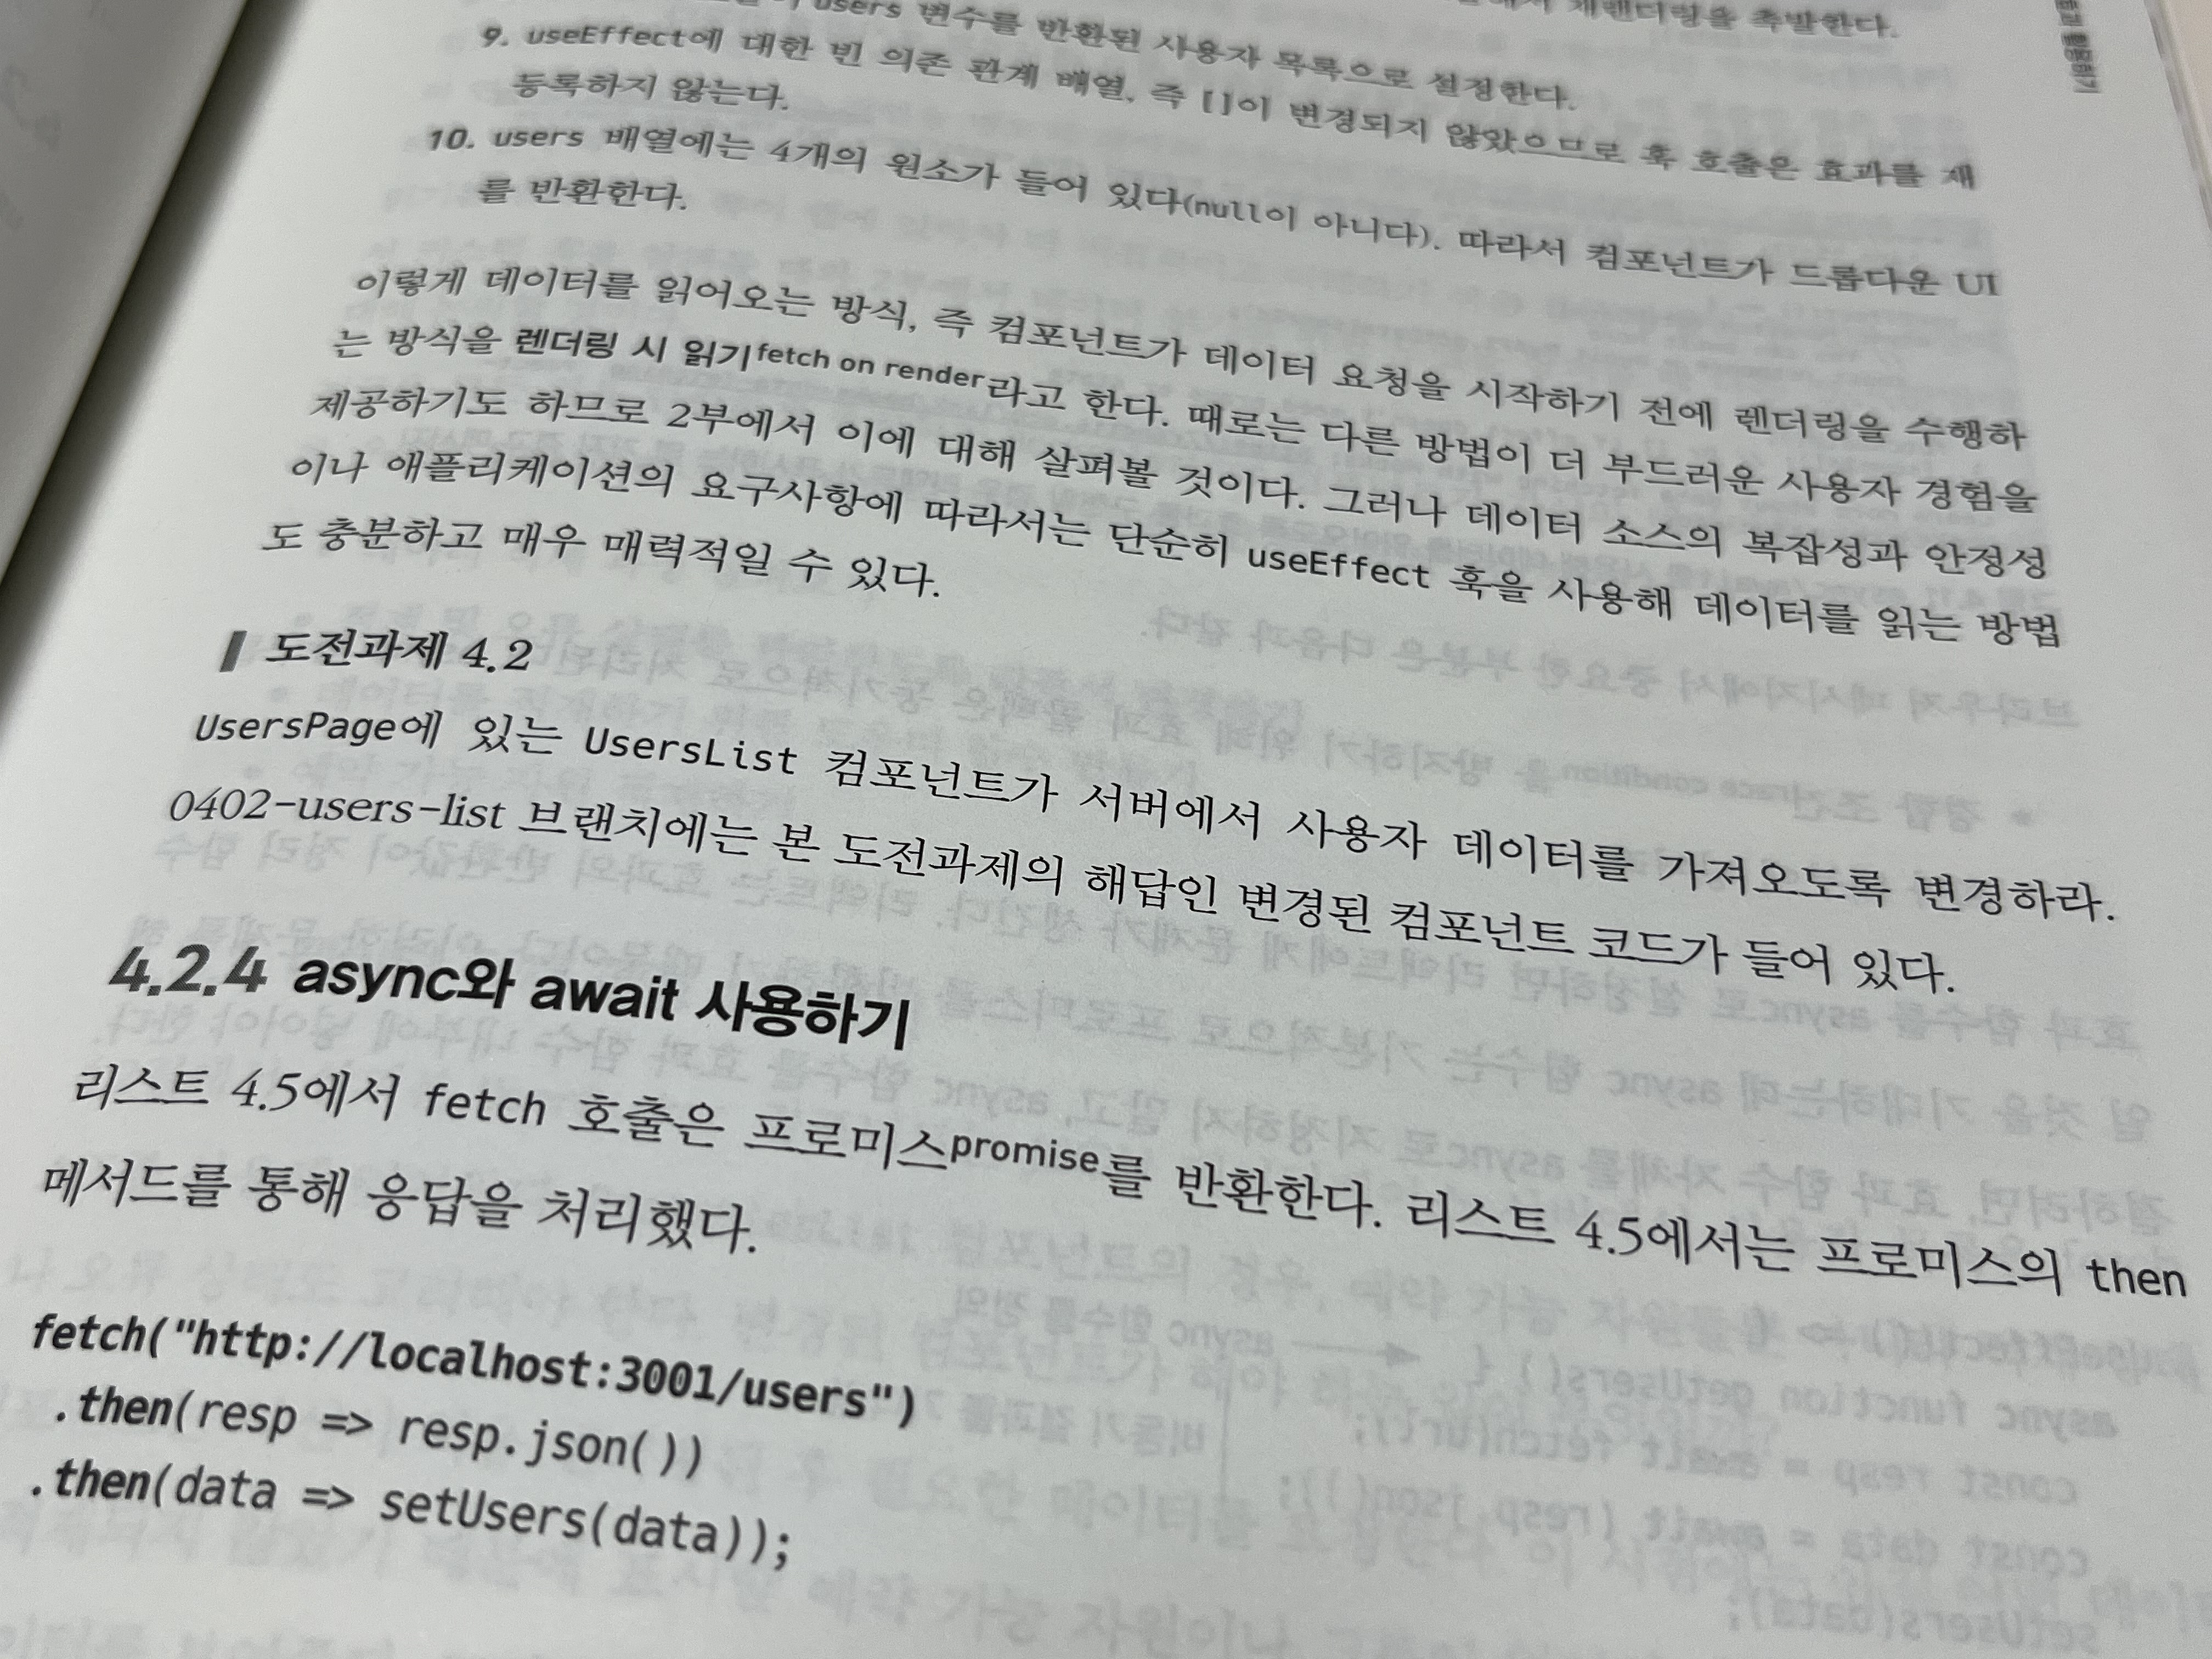 users 변수를 반환된 사용자 목록으로 설정한다. 재렌더링을 촉발한다.
9. useEffect에 대한 빈 의존 관계 배열, 즉 []이 변경되지 않았으므로 훅 호출은 효과를 재
등록하지 않는다.
10. users 배열에는 4개의 원소가 들어 있다(null이 아니다). 따라서 컴포넌트가 드롭다운 UI
를 반환한다.
이렇게 데이터를 읽어오는 방식, 즉 컴포넌트가 데이터 요청을 시작하기 전에 렌더링을 수행하
는 방식을 렌더링 시 읽기fetch on render라고 한다. 때로는 다른 방법이 더 부드러운 사용자 경험을
제공하기도 하므로 2부에서 이에 대해 살펴볼 것이다. 그러나 데이터 소스의 복잡성과 안정성
이나 애플리케이션의 요구사항에 따라서는 단순히 useEffect 훅을 사용해 데이터를 읽는 방법
도 충분하고 매우 매력적일 수 있다.
도전과제 4.2
UsersPage에 있는 UsersList 컴포넌트가 서버에서 사용자 데이터를 가져오도록 변경하라.
0402-users-list 브랜치에는 본 도전과제의 해답인 변경된 컴포넌트 코드가 들어 있다.
4.2.4 async와 await 사용하기
리스트 4.5에서 fetch 호출은 프로미스promise를 반환한다. 리스트 4.5에서는 프로미스의 then
메서드를 통해 응답을 처리했다.
fetch("http://localhost:3001/users")
.then(resp => resp.json())
.then(data => setUsers(data));